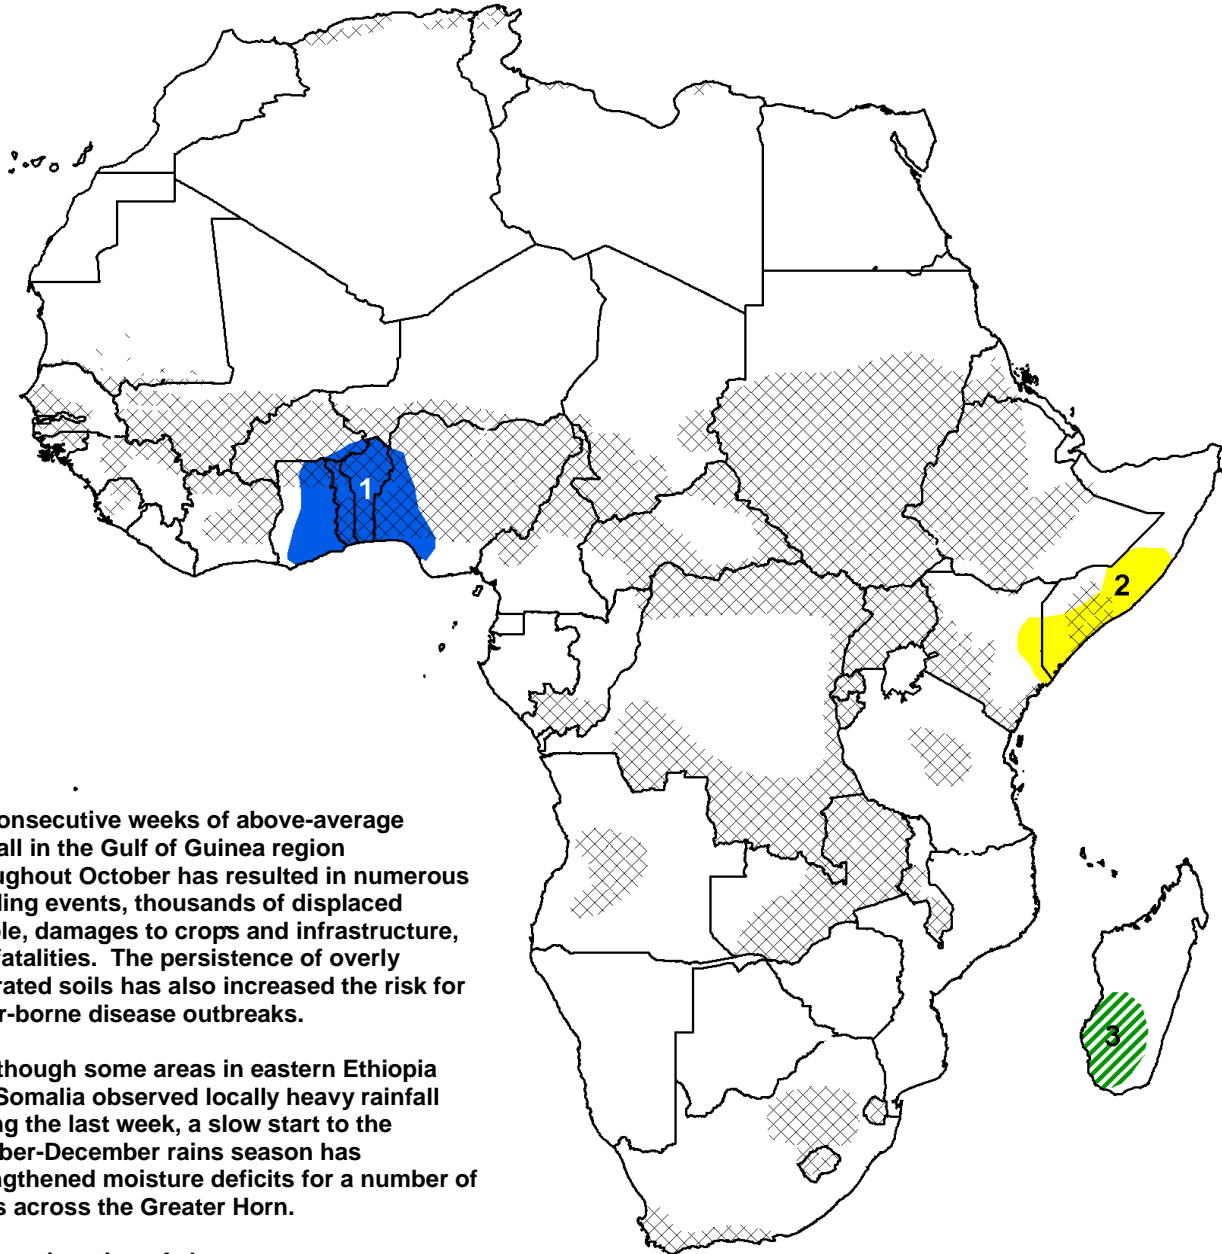 1
2
onsecutive weeks of above-average
all in the Gulf of Guinea region
ughout October has resulted in numerous
ding events, thousands of displaced
le, damages to crops and infrastructure,
fatalities. The persistence of overly
rated soils has also increased the risk for
r-borne disease outbreaks.
3
though some areas in eastern Ethiopia
Somalia observed locally heavy rainfall
ng the last week, a slow start to the
ber-December rains season has
ngthened moisture deficits for a number of
s across the Greater Horn.